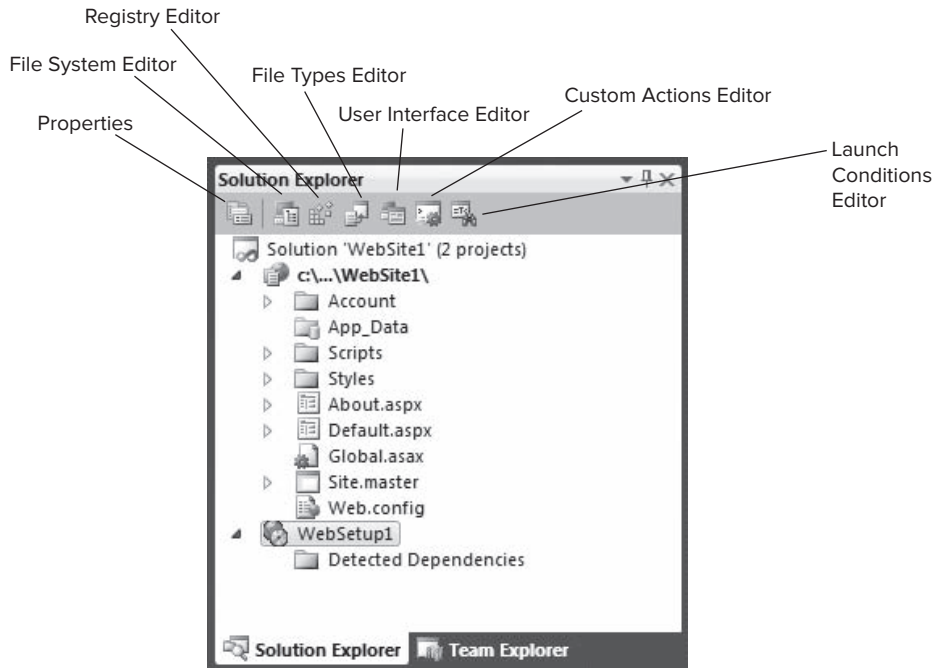 Registry Editor
File System Editor
File Types Editor
User Interface Editor
Custom Actions Editor
Properties
Launch
Conditions
Editor
Solution Explorer
Solution 'WebSite1' (2 projects)
c:\...\WebSite1\
Account
App_Data
Scripts
Styles
About.aspx
Default.aspx
Global.asax
Site.master
Web.config
WebSetup1
Detected Dependencies
Solution Explorer
Team Explorer